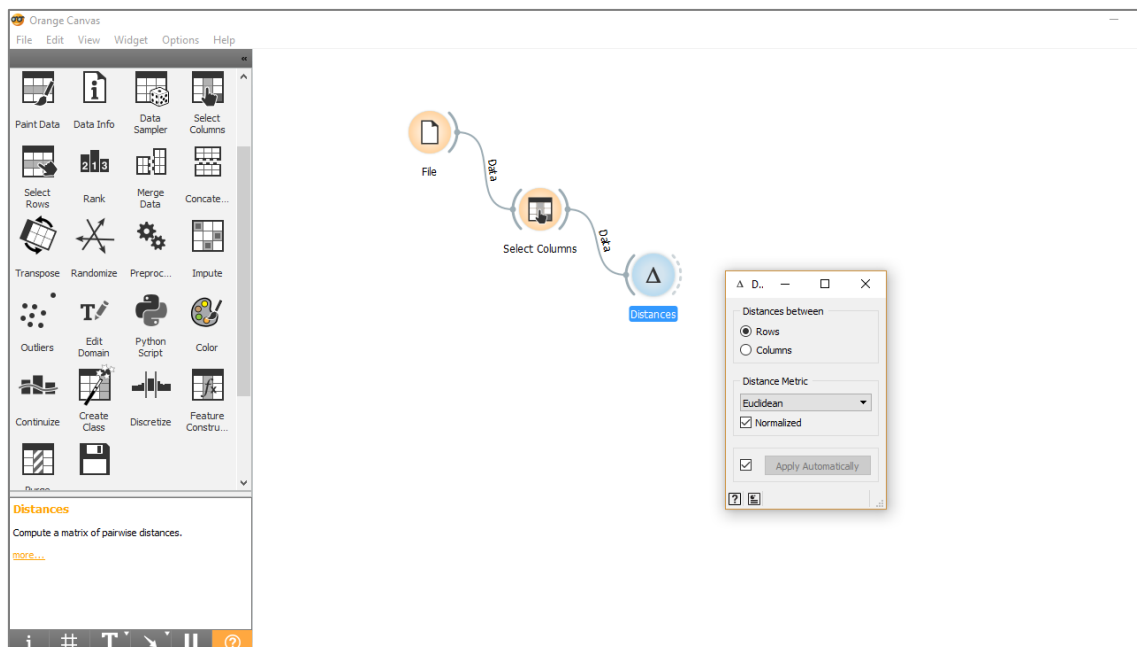 Orange Canvas
File Edit View Widget Options Help
Paint Data Data Info Data Sampler Select Columns
Select Rows Rank Merge Data Concate...
Transpose Randomize Preproc... Impute
Outliers Edit Domain Python Script Color
Continuize Create Class Discretize Feature Constru...
Distances
Compute a matrix of pairwise distances.
more...
File
Data
Select Columns
Data
Δ
Distances
Δ D..
Distances between
Rows
Columns
Distance Metric
Euclidean
Normalized
Apply Automatically